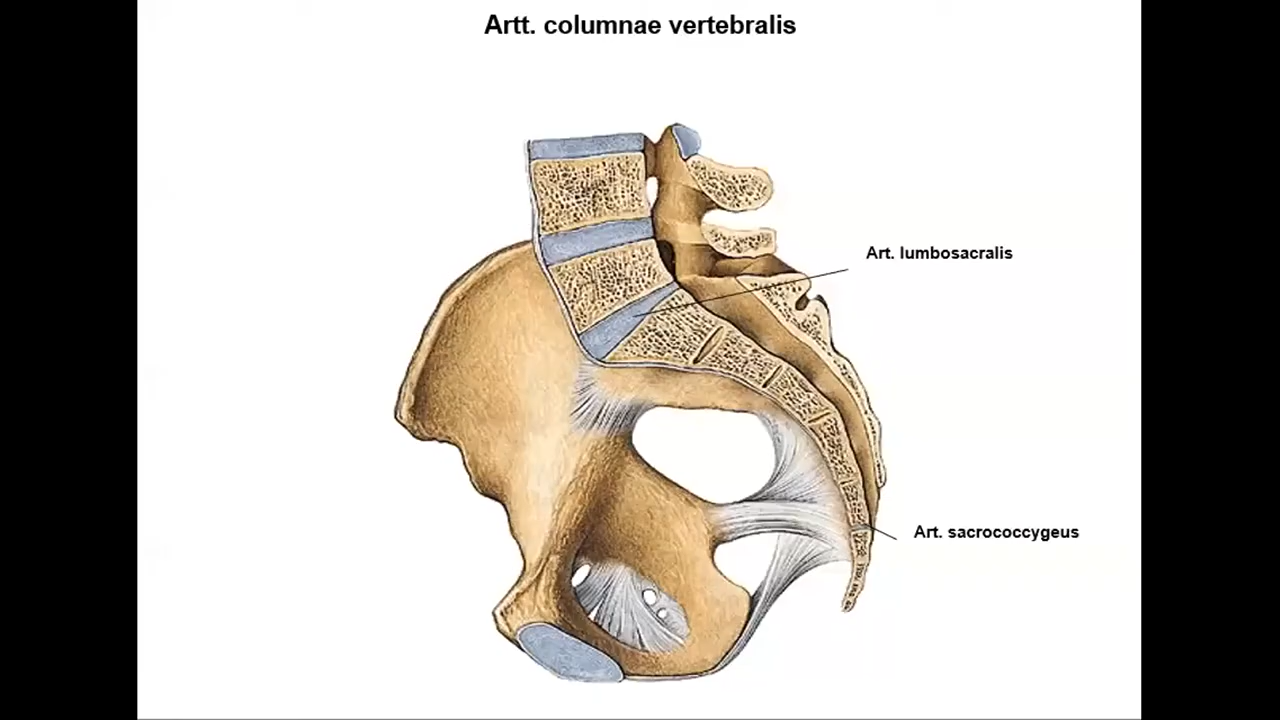 Artt. columnae vertebralis
Art. lumbosacralis
Art. sacrococcygeus